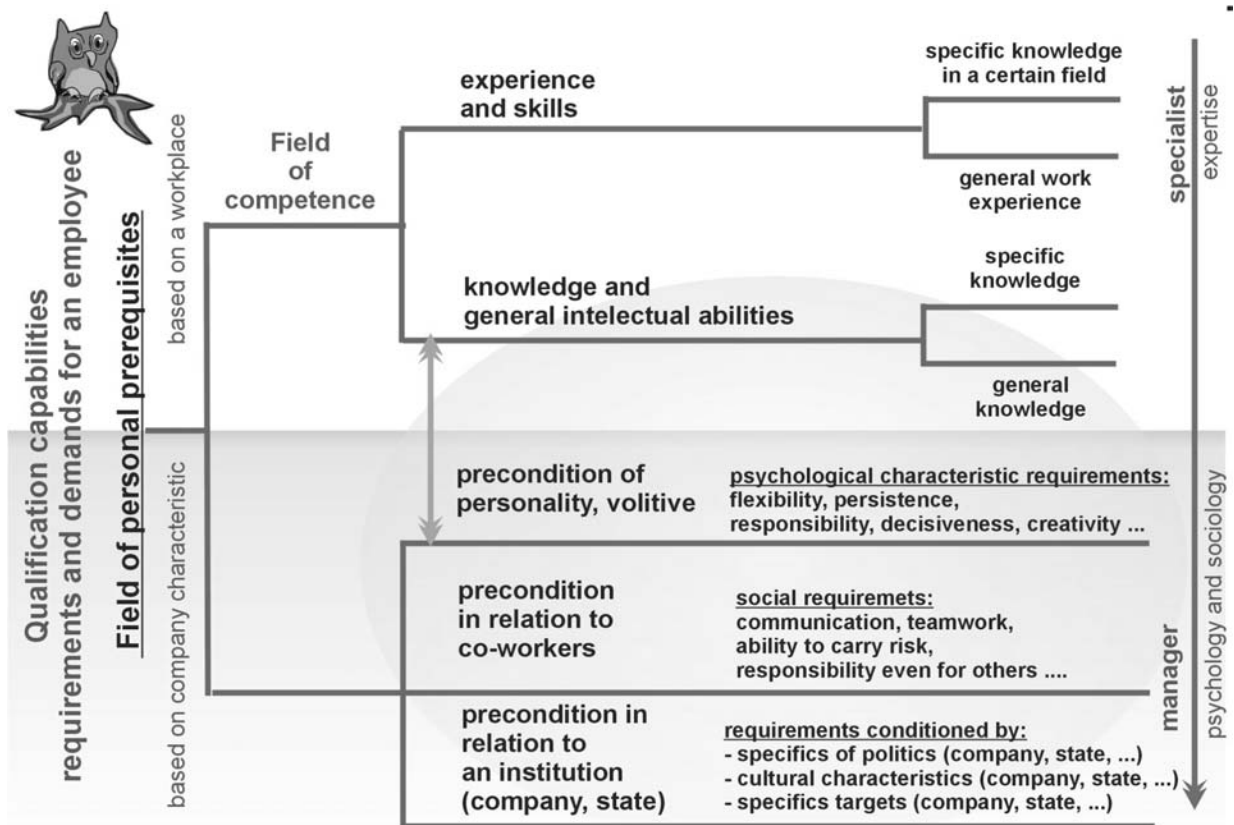 Qualification capabilities
requirements and demands for an employee
Field of personal prerequisites
based on a workplace
based on company characteristic
Field
of
competence
experience
and skills
specific knowledge
in a certain field
general work
experience
knowledge and
general intelectual abilities
specific
knowledge
general
knowledge
precondition of
personality, volitive
psychological characteristic requirements:
flexibility, persistence,
responsibility, decisiveness, creativity ...
precondition
in relation to
co-workers
social requiremets:
communication, teamwork,
ability to carry risk,
responsibility even for others ....
precondition in
relation to
an institution
(company, state)
requirements conditioned by:
- specifics of politics (company, state, ...)
- cultural characteristics (company, state, ...)
- specifics targets (company, state, ...)
specialist
expertise
manager
psychology and sociology